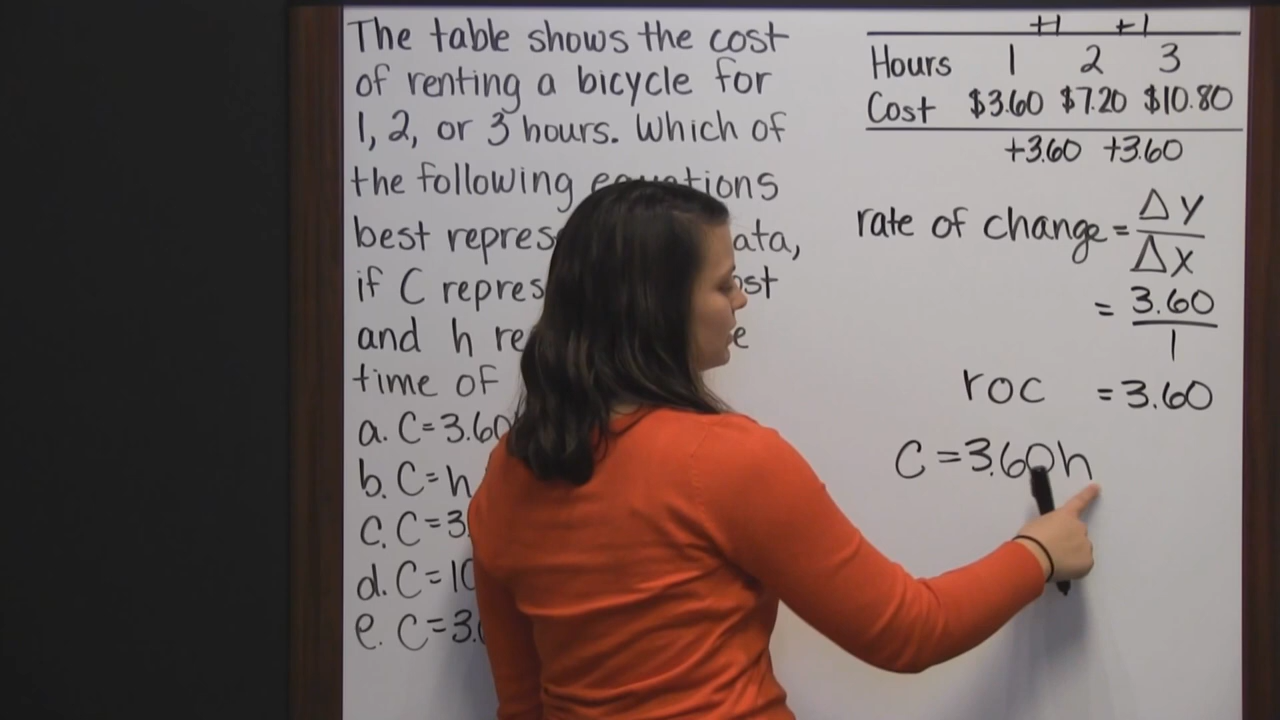 The table shows the cost
of renting a bicycle for
1, 2, or 3 hours. Which of
the following
best ata,
if C
and h
time of
a. C=3.60
b. C=h
c. C=3
d. C=10
e. C=3.
+1 +1
Hours 1 2 3
Cost $3.60 $7.20 $10.80
+3.60 +3.60
rate of change = Δy
Δx
= 3.60
1
roc = 3.60
C=3.60h